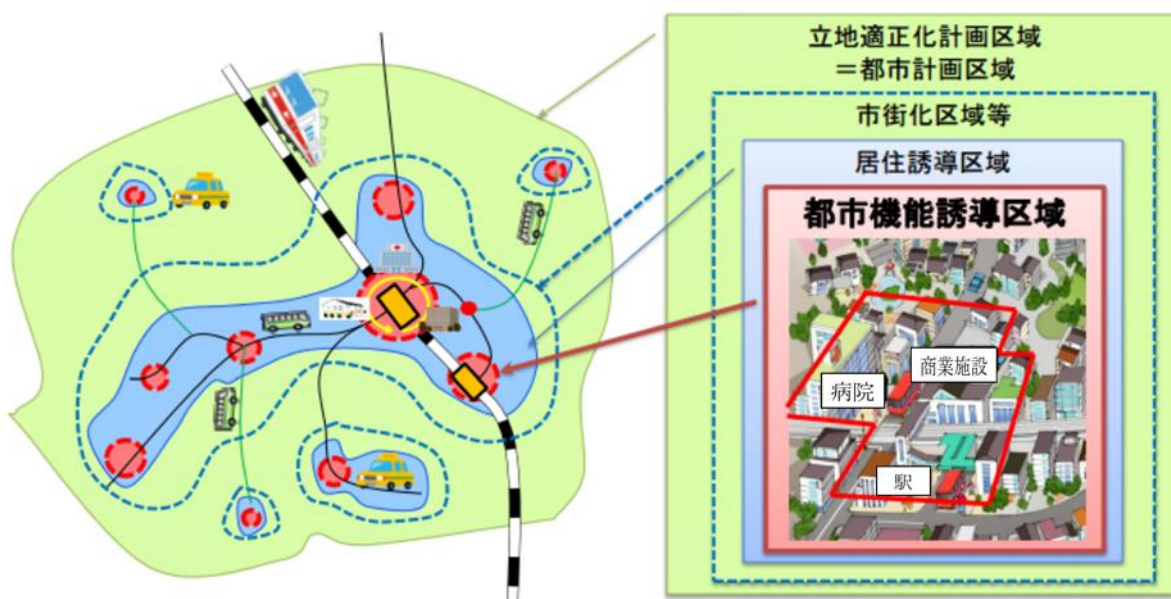 立地適正化計画区域
＝都市計画区域
市街化区域等
居住誘導区域
都市機能誘導区域
商業施設
病院
駅